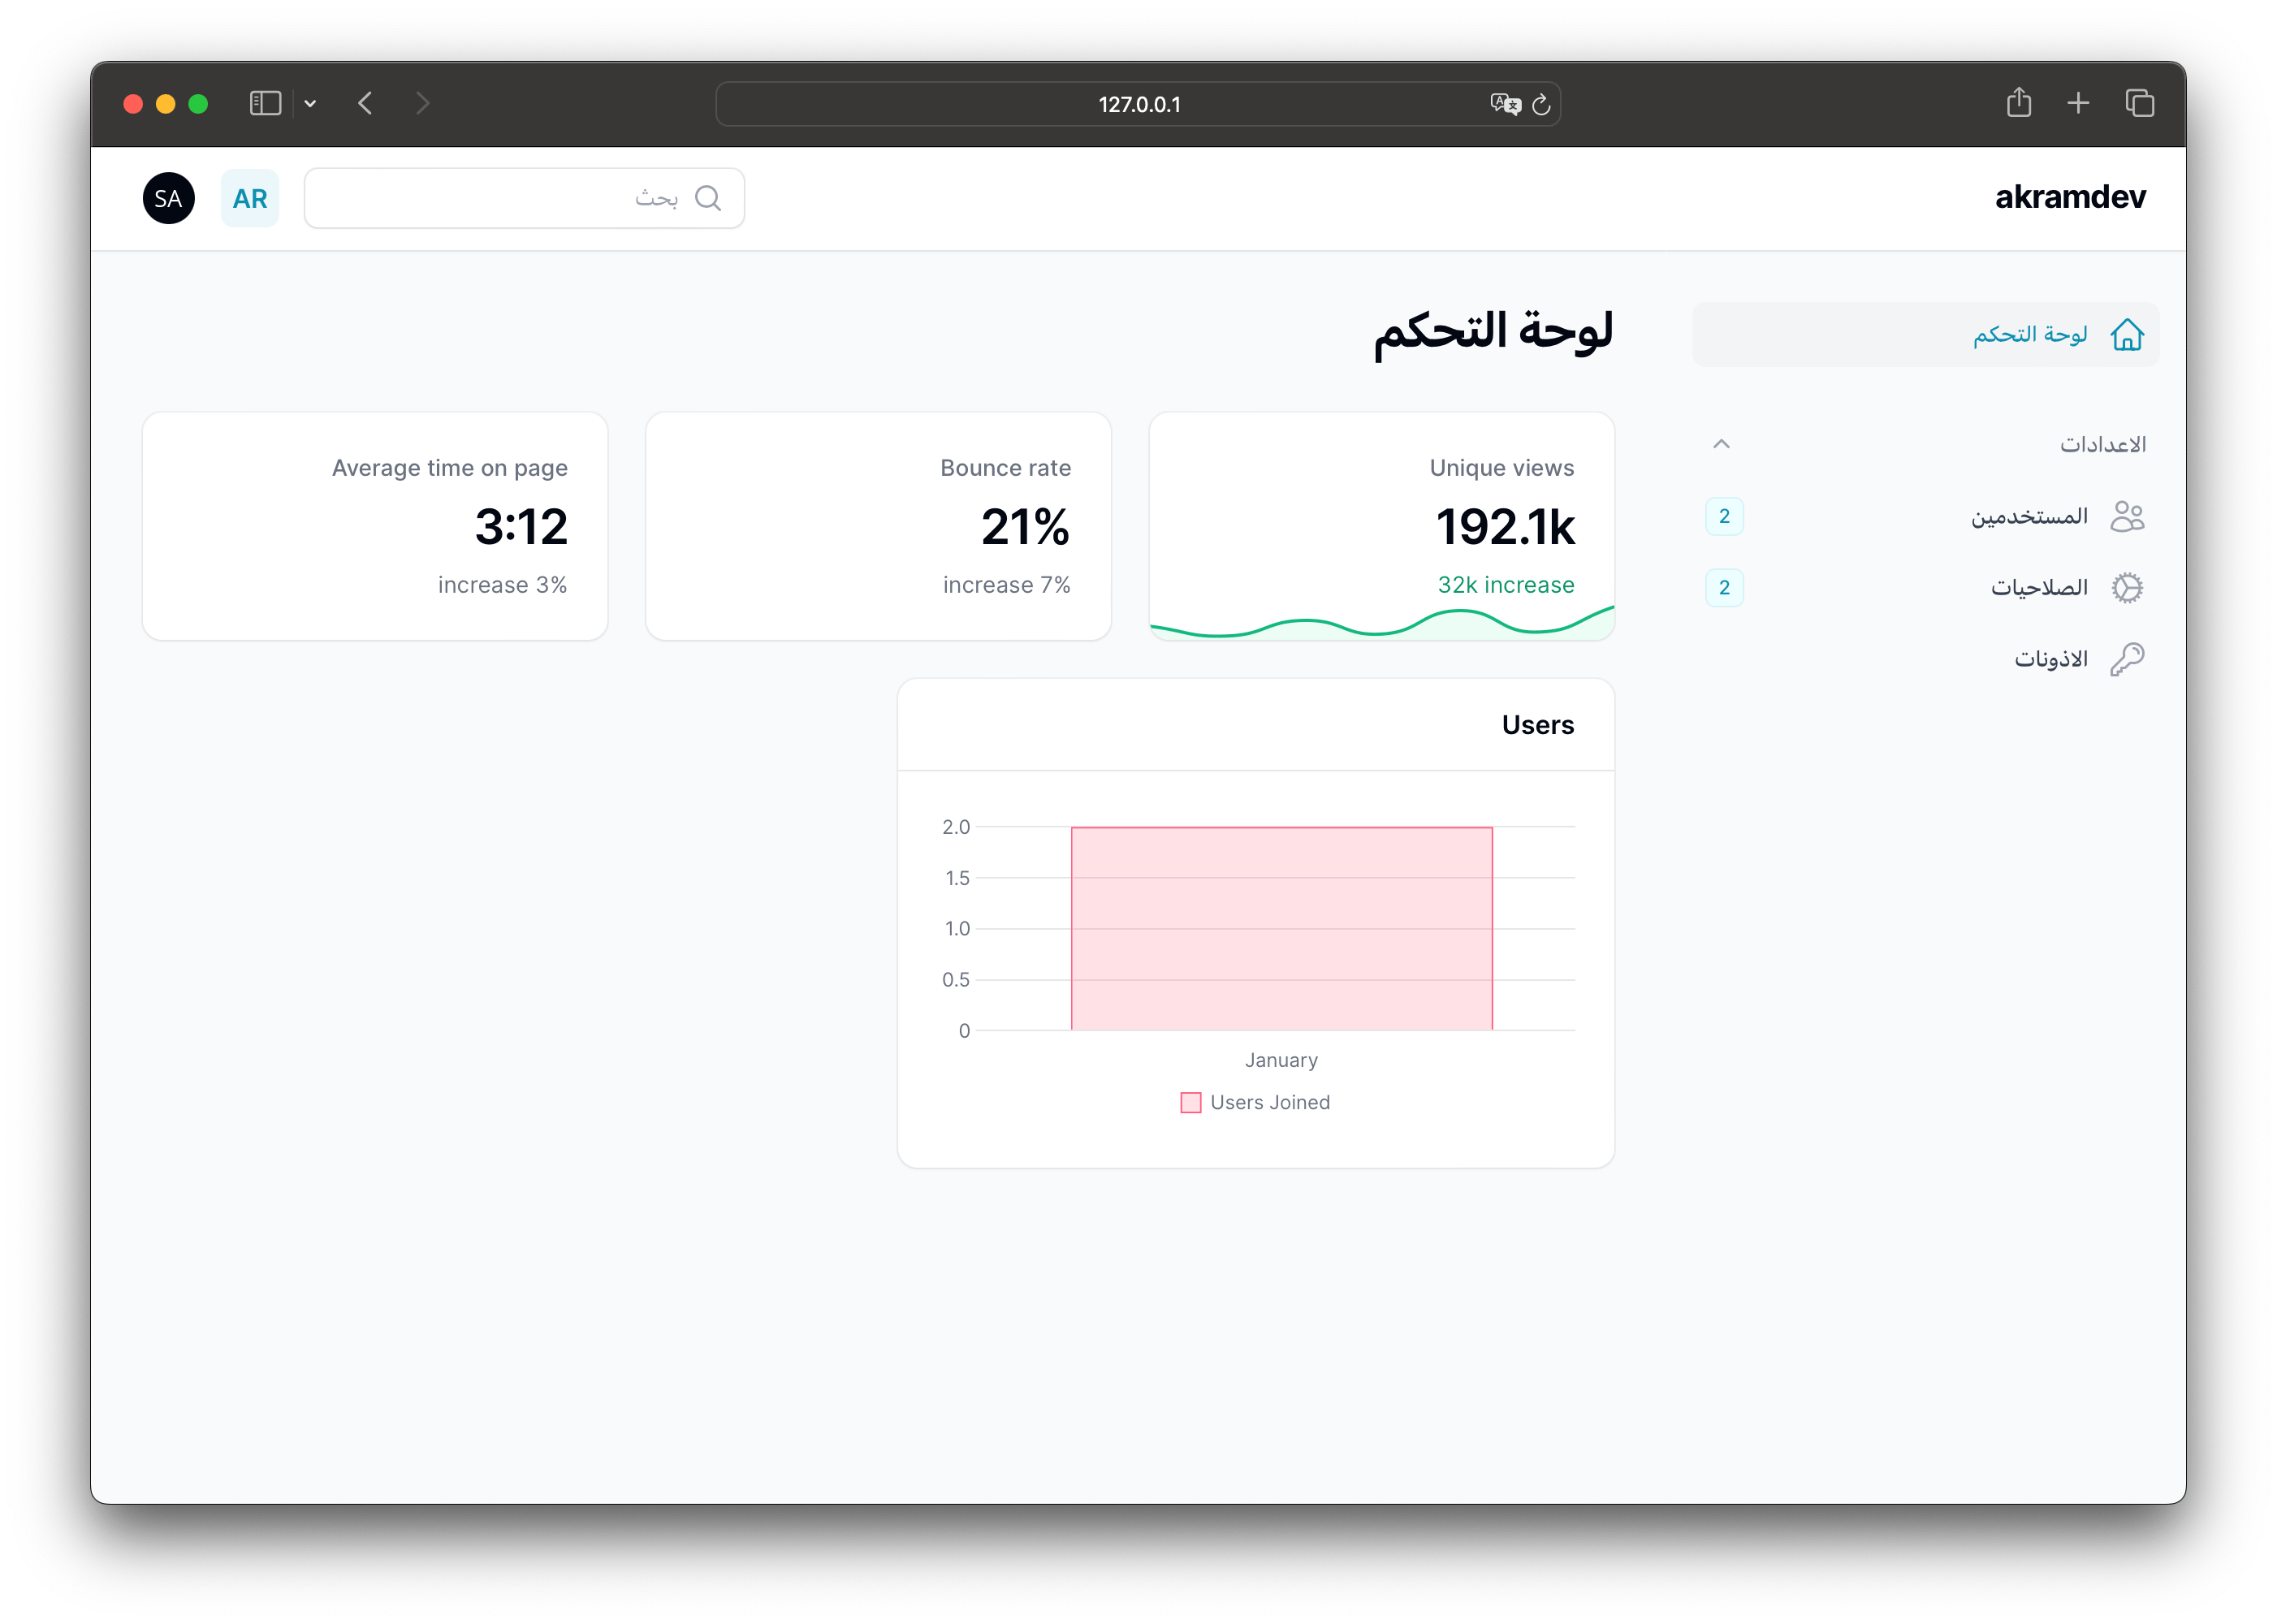 127.0.0.1
akramdev
بحث
AR
SA
لوحة التحكم
الاعدادات
المستخدمين
2
الصلاحيات
2
الاذونات
لوحة التحكم
Unique views
192.1k
32k increase
Bounce rate
21%
increase 7%
Average time on page
3:12
increase 3%
Users
2.0
1.5
1.0
0.5
0
January
Users Joined